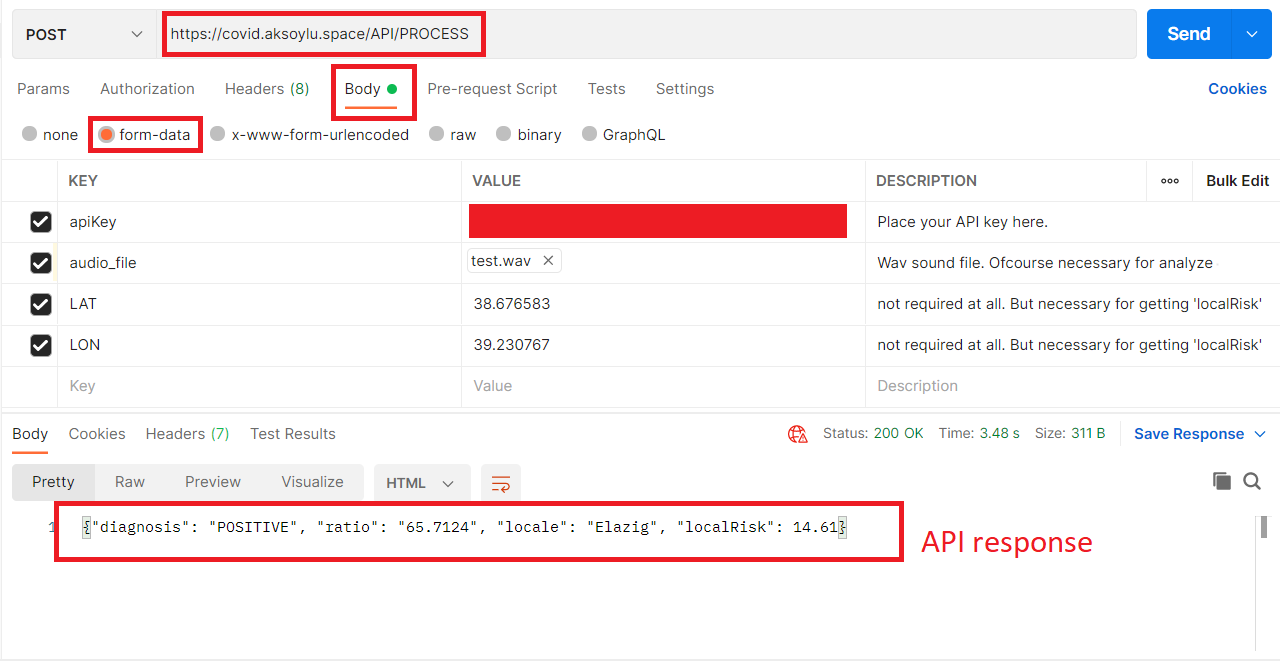 POST https://covid.aksoylu.space/API/PROCESS Send
Params Authorization Headers (8) Body Pre-request Script Tests Settings Cookies
none form-data x-www-form-urlencoded raw binary GraphQL
KEY VALUE DESCRIPTION ooo Bulk Edit
apiKey Place your API key here.
audio_file test.wav × Wav sound file. Ofcourse necessary for analyze
LAT 38.676583 not required at all. But necessary for getting 'localRisk'
LON 39.230767 not required at all. But necessary for getting 'localRisk'
Key Value Description
Body Cookies Headers (7) Test Results Status: 200 OK Time: 3.48 s Size: 311 B Save Response
Pretty Raw Preview Visualize HTML
1 {"diagnosis": "POSITIVE", "ratio": "65.7124", "locale": "Elazig", "localRisk": 14.61}
API response